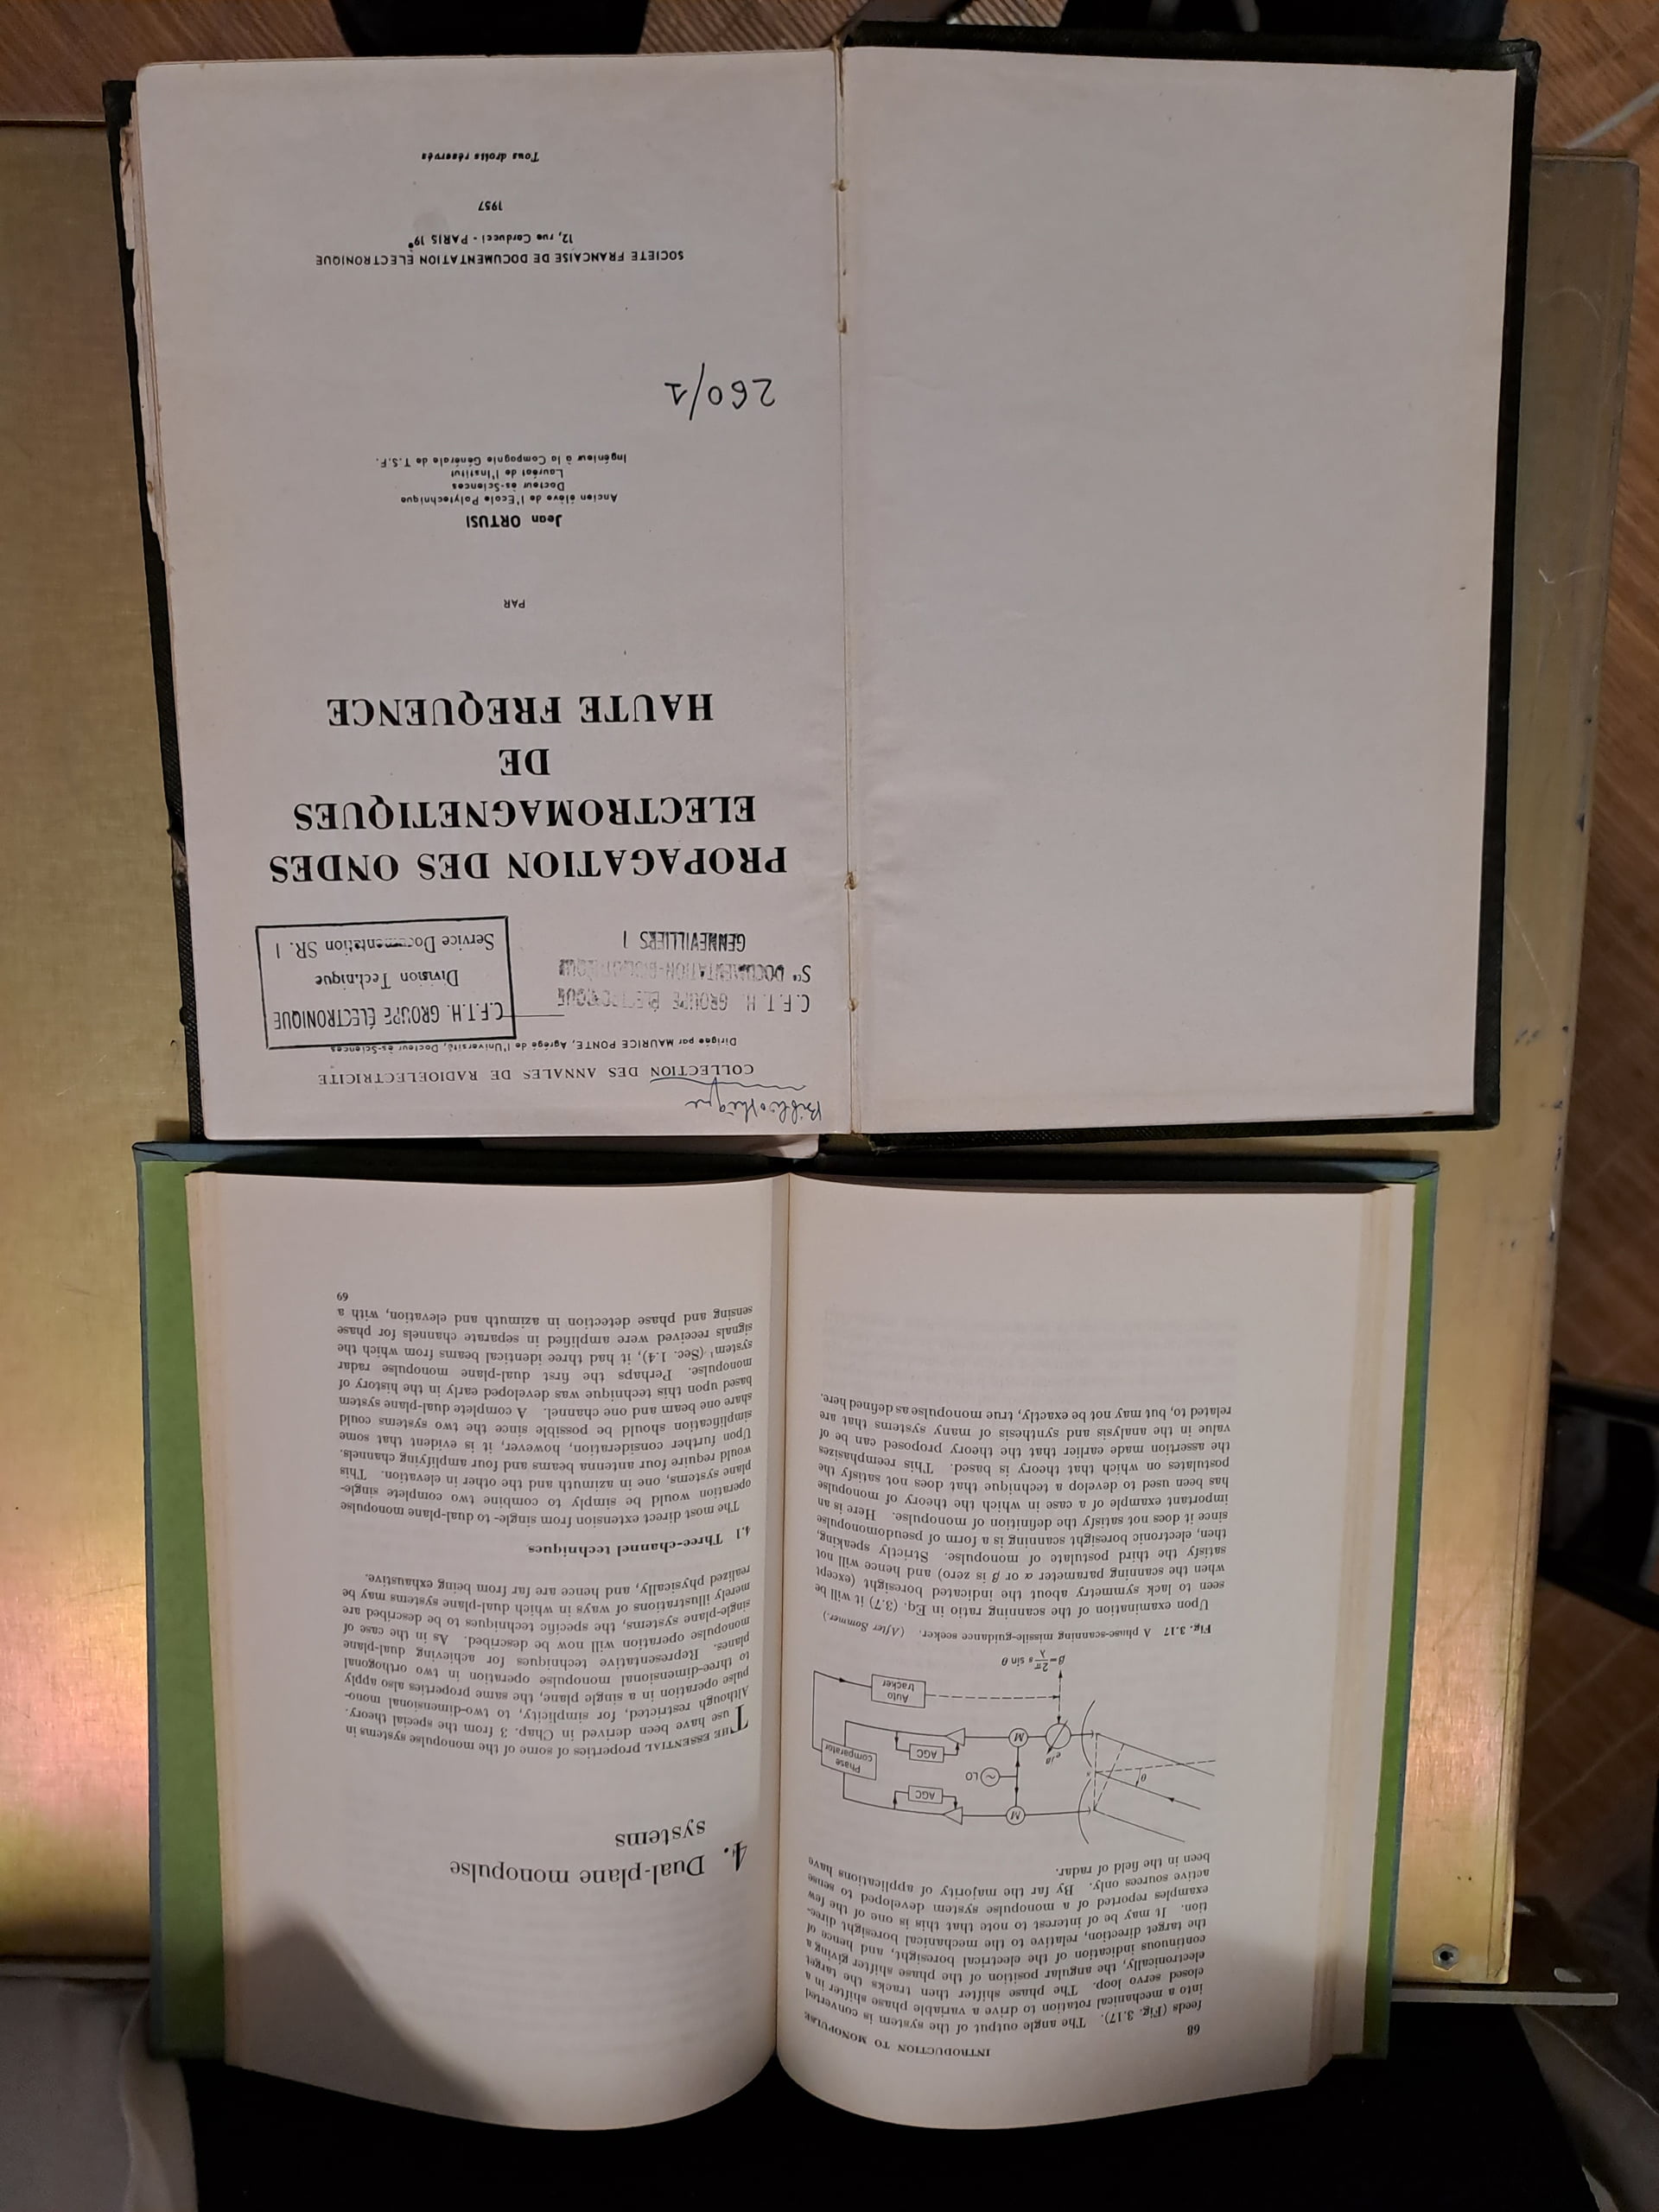 68
INTRODUCTION TO MONOPULSE
feeds (Fig. 3.17). The angle output of the system is converted
into a mechanical rotation to drive a variable phase shifter in a
closed servo loop. The phase shifter then tracks the target
electronically, the angular position of the phase shifter giving a
continuous indication of the electrical boresight, and hence of
the target direction, relative to the mechanical boresight direc-
tion. It may be of interest to note that this is one of the few
examples reported of a monopulse system developed to sense
active sources only. By far the majority of applications have
been in the field of radar.
θ
s
M
AGC
LO
Phase
comparator
e^jβ
M
AGC
Auto
tracker
β=2π/λ s sin θ
Fig. 3.17 A phase-scanning missile-guidance seeker. (After Sommer.)
Upon examination of the scanning ratio in Eq. (3.7) it will be
seen to lack symmetry about the indicated boresight (except
when the scanning parameter α or β is zero) and hence will not
satisfy the third postulate of monopulse. Strictly speaking,
then, electronic boresight scanning is a form of pseudomonopulse
since it does not satisfy the definition of monopulse. Here is an
important example of a case in which the theory of monopulse
has been used to develop a technique that does not satisfy the
postulates on which that theory is based. This reemphasizes
the assertion made earlier that the theory proposed can be of
value in the analysis and synthesis of many systems that are
related to, but may not be exactly, true monopulse as defined here.
4. Dual-plane monopulse
systems
THE ESSENTIAL properties of some of the monopulse systems in
use have been derived in Chap. 3 from the special theory.
Although restricted, for simplicity, to two-dimensional mono-
pulse operation in a single plane, the same properties also apply
to three-dimensional monopulse operation in two orthogonal
planes. Representative techniques for achieving dual-plane
monopulse operation will now be described. As in the case of
single-plane systems, the specific techniques to be described are
merely illustrations of ways in which dual-plane systems may be
realized physically, and hence are far from being exhaustive.
4.1 Three-channel techniques
The most direct extension from single- to dual-plane monopulse
operation would be simply to combine two complete single-
plane systems, one in azimuth and the other in elevation. This
would require four antenna beams and four amplifying channels.
Upon further consideration, however, it is evident that some
simplification should be possible since the two systems could
share one beam and one channel. A complete dual-plane system
based upon this technique was developed early in the history of
monopulse. Perhaps the first dual-plane monopulse radar
system¹ (Sec. 1.4), it had three identical beams from which the
signals received were amplified in separate channels for phase
sensing and phase detection in azimuth and elevation, with a
69
Bibliothèque
COLLECTION DES ANNALES DE RADIOELECTRICITE
Dirigée par MAURICE PONTE, Agrégé de l'Université, Docteur ès-Sciences
C.F.T.H. GROUPE ÉLECTRONIQUE
Sce DOCUMENTATION-BIBLIOTHEQUE
GENNEVILLIERS 1
C.F.T.H. GROUPE ÉLECTRONIQUE
Division Technique
Service Documentation SR. 1
PROPAGATION DES ONDES
ELECTROMAGNETIQUES
DE
HAUTE FREQUENCE
PAR
Jean ORTUSI
Ancien élève de l'Ecole Polytechnique
Docteur ès-Sciences
Lauréat de l'Institut
Ingénieur à la Compagnie Générale de T.S.F.
260/1
SOCIETE FRANCAISE DE DOCUMENTATION ELECTRONIQUE
12, rue Carducci - PARIS 19e
1957
Tous droits réservés